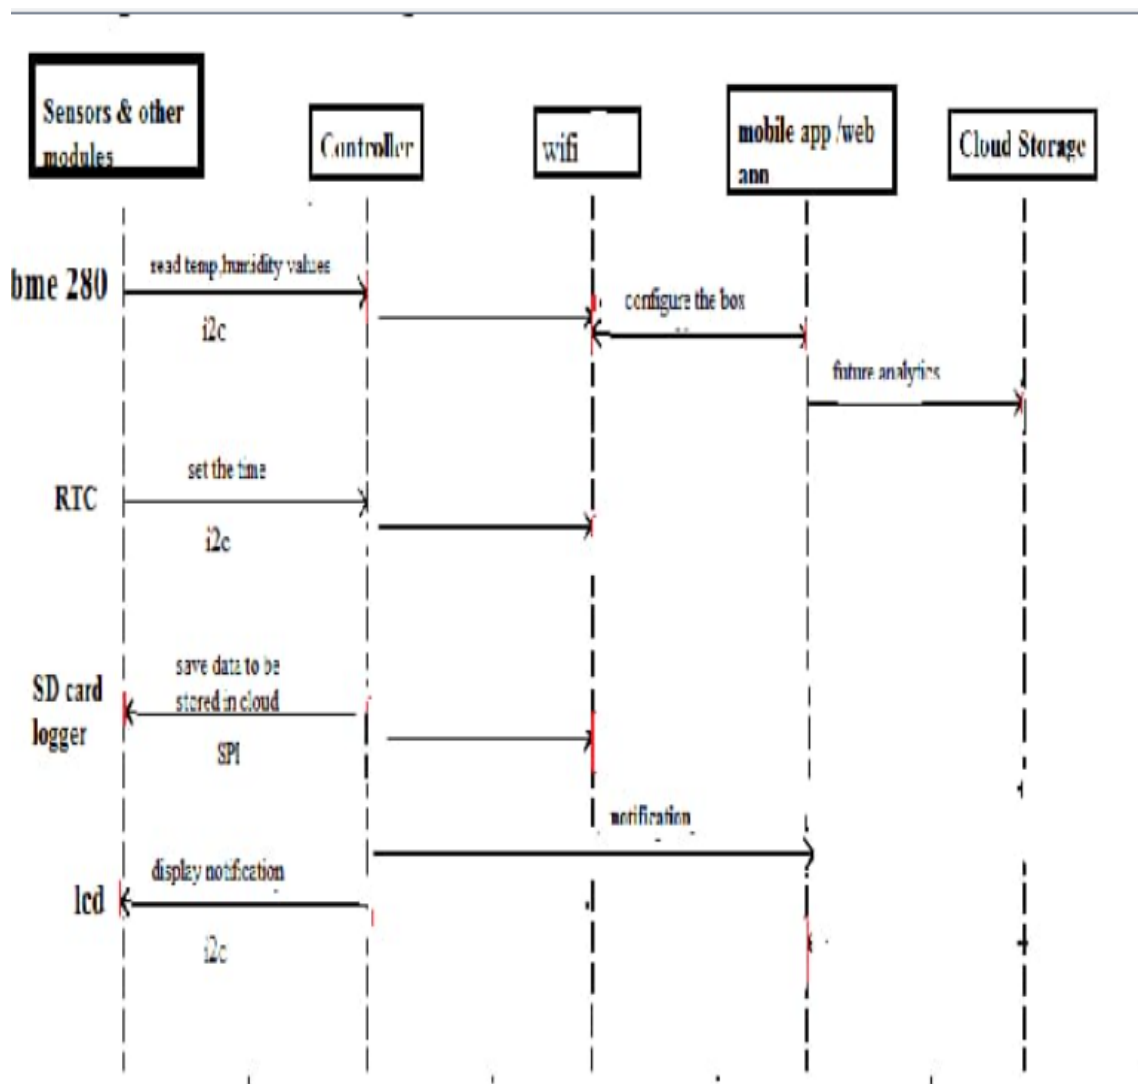 Sensors & other
modules
Controller
wifi
mobile app /web
app
Cloud Storage
bme 280
read temp,humidity values
i2c
configure the box
future analytics
RTC
set the time
i2c
SD card
logger
save data to be
stored in cloud
SPI
notification
lcd
display notification
i2c